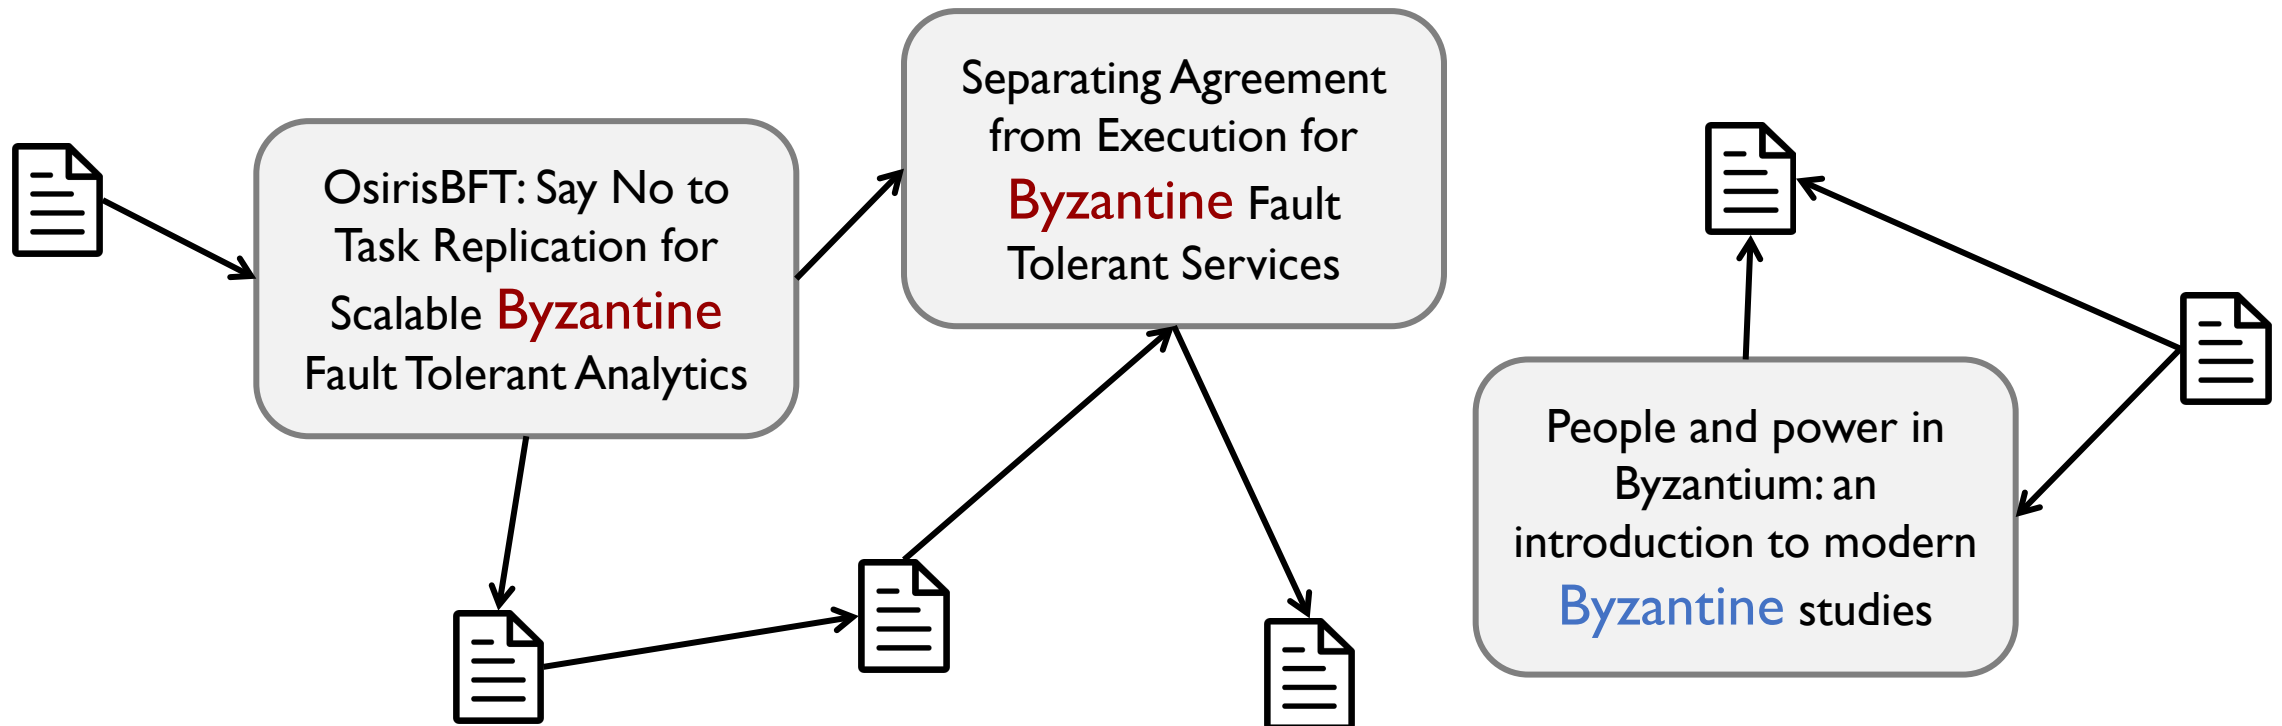 OsirisBFT: Say No to
Task Replication for
Scalable Byzantine
Fault Tolerant Analytics
Separating Agreement
from Execution for
Byzantine Fault
Tolerant Services
People and power in
Byzantium: an
introduction to modern
Byzantine studies